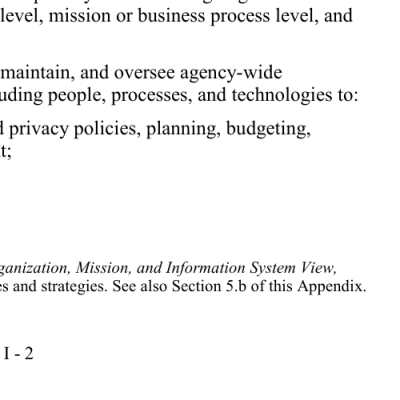 level, mission or business process level, and
maintain, and oversee agency-wide
uding people, processes, and technologies to:
privacy policies, planning, budgeting,
t;
ganization, Mission, and Information System View,
s and strategies. See also Section 5.b of this Appendix.
I - 2